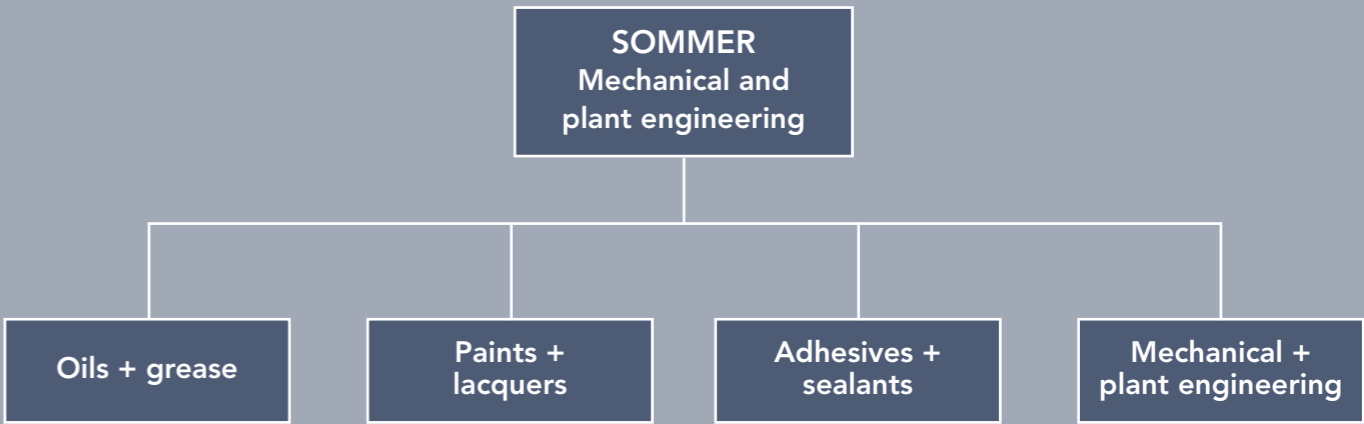 SOMMER
Mechanical and
plant engineering
Oils + grease
Paints +
lacquers
Adhesives +
sealants
Mechanical +
plant engineering